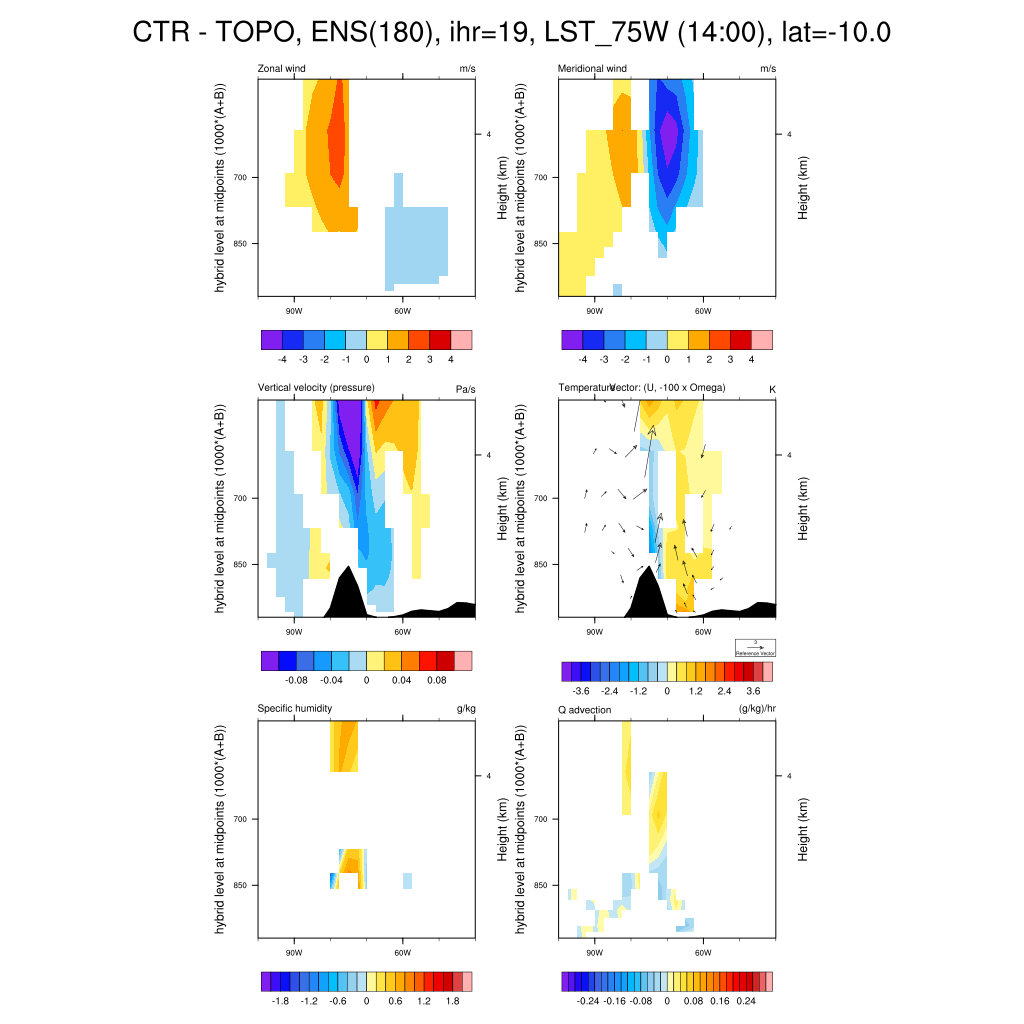 CTR - TOPO, ENS(180), ihr=19, LST_75W (14:00), lat=-10.0
Zonal wind m/s
hybrid level at midpoints (1000*(A+B))
700
850
4
Height (km)
90W 60W
-4 -3 -2 -1 0 1 2 3 4
Meridional wind m/s
hybrid level at midpoints (1000*(A+B))
700
850
4
Height (km)
90W 60W
-4 -3 -2 -1 0 1 2 3 4
Vertical velocity (pressure) Pa/s
hybrid level at midpoints (1000*(A+B))
700
850
4
Height (km)
90W 60W
-0.08 -0.04 0 0.04 0.08
Temperature Vector: (U, -100 x Omega) K
hybrid level at midpoints (1000*(A+B))
700
850
4
Height (km)
90W 60W
3
Reference Vector
-3.6 -2.4 -1.2 0 1.2 2.4 3.6
Specific humidity g/kg
hybrid level at midpoints (1000*(A+B))
700
850
4
Height (km)
90W 60W
-1.8 -1.2 -0.6 0 0.6 1.2 1.8
Q advection (g/kg)/hr
hybrid level at midpoints (1000*(A+B))
700
850
4
Height (km)
90W 60W
-0.24 -0.16 -0.08 0 0.08 0.16 0.24